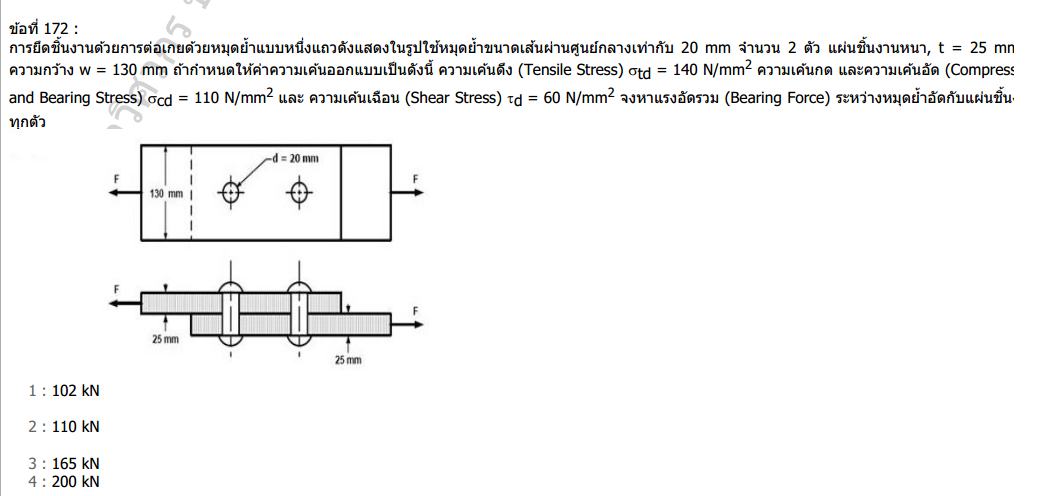 ข้อที่ 172 :
การยึดชิ้นงานด้วยการต่อเกยด้วยหมุดย้ำแบบหนึ่งแถวดังแสดงในรูปใช้หมุดย้ำขนาดเส้นผ่านศูนย์กลางเท่ากับ 20 mm จำนวน 2 ตัว แผ่นชิ้นงานหนา, t = 25 mm
ความกว้าง w = 130 mm ถ้ากำหนดให้ค่าความเค้นออกแบบเป็นดังนี้ ความเค้นดึง (Tensile Stress) σtd = 140 N/mm2 ความเค้นกด และความเค้นอัด (Compress
and Bearing Stress) σcd = 110 N/mm2 และ ความเค้นเฉือน (Shear Stress) τd = 60 N/mm2 จงหาแรงอัดรวม (Bearing Force) ระหว่างหมุดย้ำอัดกับแผ่นชิ้น
ทุกตัว
d = 20 mm
F
F
130 mm
F
F
25 mm
25 mm
1 : 102 kN
2 : 110 kN
3 : 165 kN
4 : 200 kN